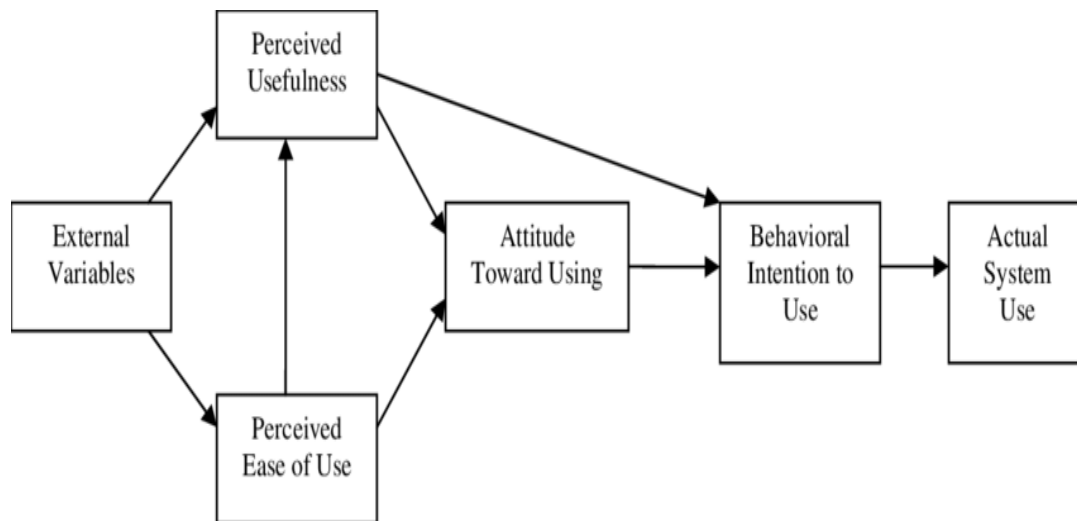 Perceived
Usefulness
External
Variables
Attitude
Toward Using
Behavioral
Intention to
Use
Actual
System
Use
Perceived
Ease of Use